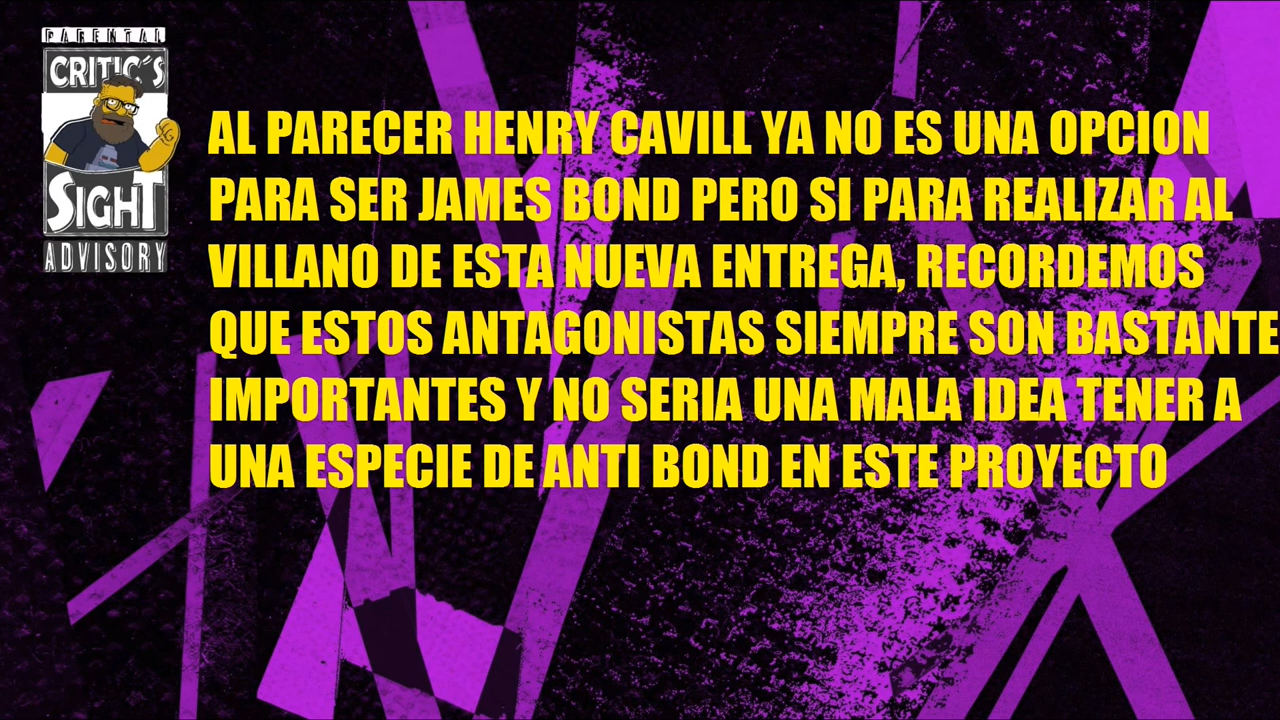 PARENTAL
CRITIC´S
SIGHT
ADVISORY
AL PARECER HENRY CAVILL YA NO ES UNA OPCION
PARA SER JAMES BOND PERO SI PARA REALIZAR AL
VILLANO DE ESTA NUEVA ENTREGA, RECORDEMOS
QUE ESTOS ANTAGONISTAS SIEMPRE SON BASTANTE
IMPORTANTES Y NO SERIA UNA MALA IDEA TENER A
UNA ESPECIE DE ANTI BOND EN ESTE PROYECTO